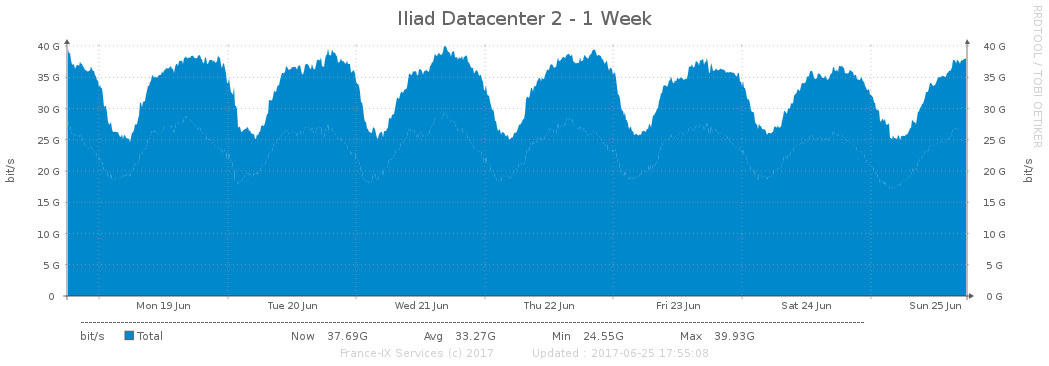 Iliad Datacenter 2 - 1 Week
RRDTOOL / TOBI OETIKER
40 G 40 G
35 G 35 G
30 G 30 G
25 G 25 G
20 G 20 G
15 G 15 G
10 G 10 G
5 G 5 G
0 0 G
bit/s bit/s
Mon 19 Jun Tue 20 Jun Wed 21 Jun Thu 22 Jun Fri 23 Jun Sat 24 Jun Sun 25 Jun
bit/s Total Now 37.69G Avg 33.27G Min 24.55G Max 39.93G
France-IX Services (c) 2017 Updated : 2017-06-25 17:55:08